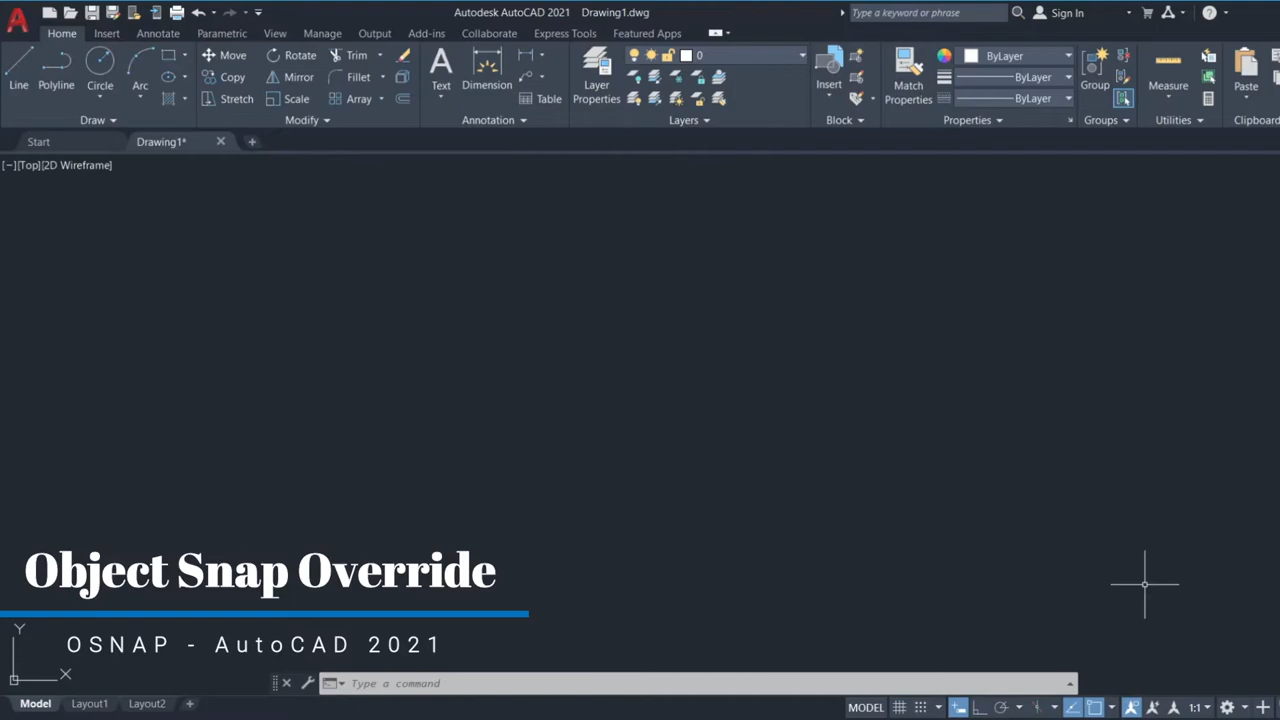 Autodesk AutoCAD 2021 Drawing1.dwg
Type a keyword or phrase
Sign In
Home Insert Annotate Parametric View Manage Output Add-ins Collaborate Express Tools Featured Apps
Line
Polyline
Circle
Arc
Draw
Move
Rotate
Trim
Copy
Mirror
Fillet
Stretch
Scale
Array
Modify
Text
Dimension
Table
Annotation
Layer
Properties
0
Layers
Insert
Block
Match
Properties
ByLayer
ByLayer
ByLayer
Properties
Group
Groups
Measure
Utilities
Paste
Clipboard
Start
Drawing1*
[−][Top][2D Wireframe]
Object Snap Override
OSNAP - AutoCAD 2021
Y
X
Type a command
Model Layout1 Layout2
MODEL
1:1